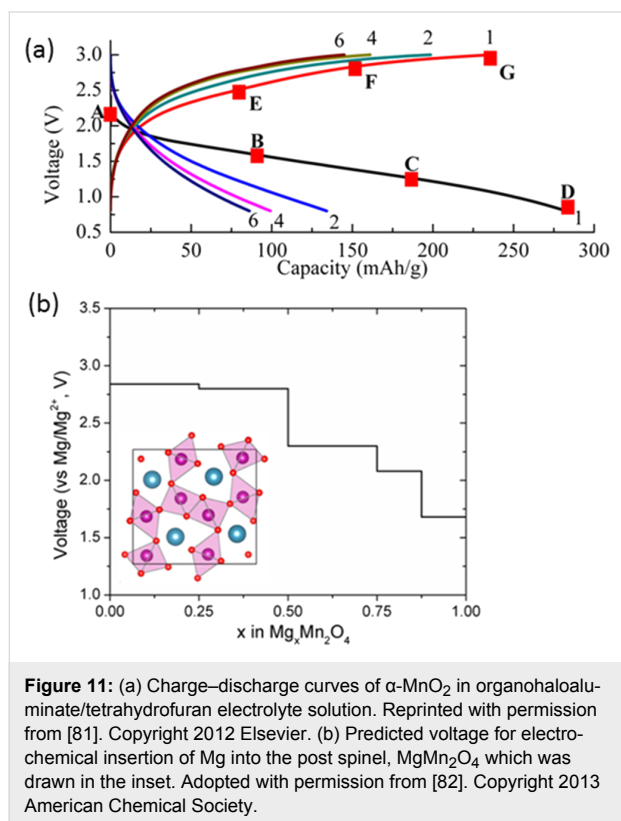 (a)
6 4 2 1
3.0
2.5
2.0
1.5
1.0
0.5
Voltage (V)
A
B
C
D
E
F
G
6 4 2 1
0 50 100 150 200 250 300
Capacity (mAh/g)
(b)
3.5
3.0
2.5
2.0
1.5
1.0
Voltage (vs Mg/Mg²⁺, V)
0.00 0.25 0.50 0.75 1.00
x in MgₓMn₂O₄
Figure 11: (a) Charge–discharge curves of α-MnO₂ in organohaloalu-
minate/tetrahydrofuran electrolyte solution. Reprinted with permission
from [81]. Copyright 2012 Elsevier. (b) Predicted voltage for electro-
chemical insertion of Mg into the post spinel, MgMn₂O₄ which was
drawn in the inset. Adopted with permission from [82]. Copyright 2013
American Chemical Society.